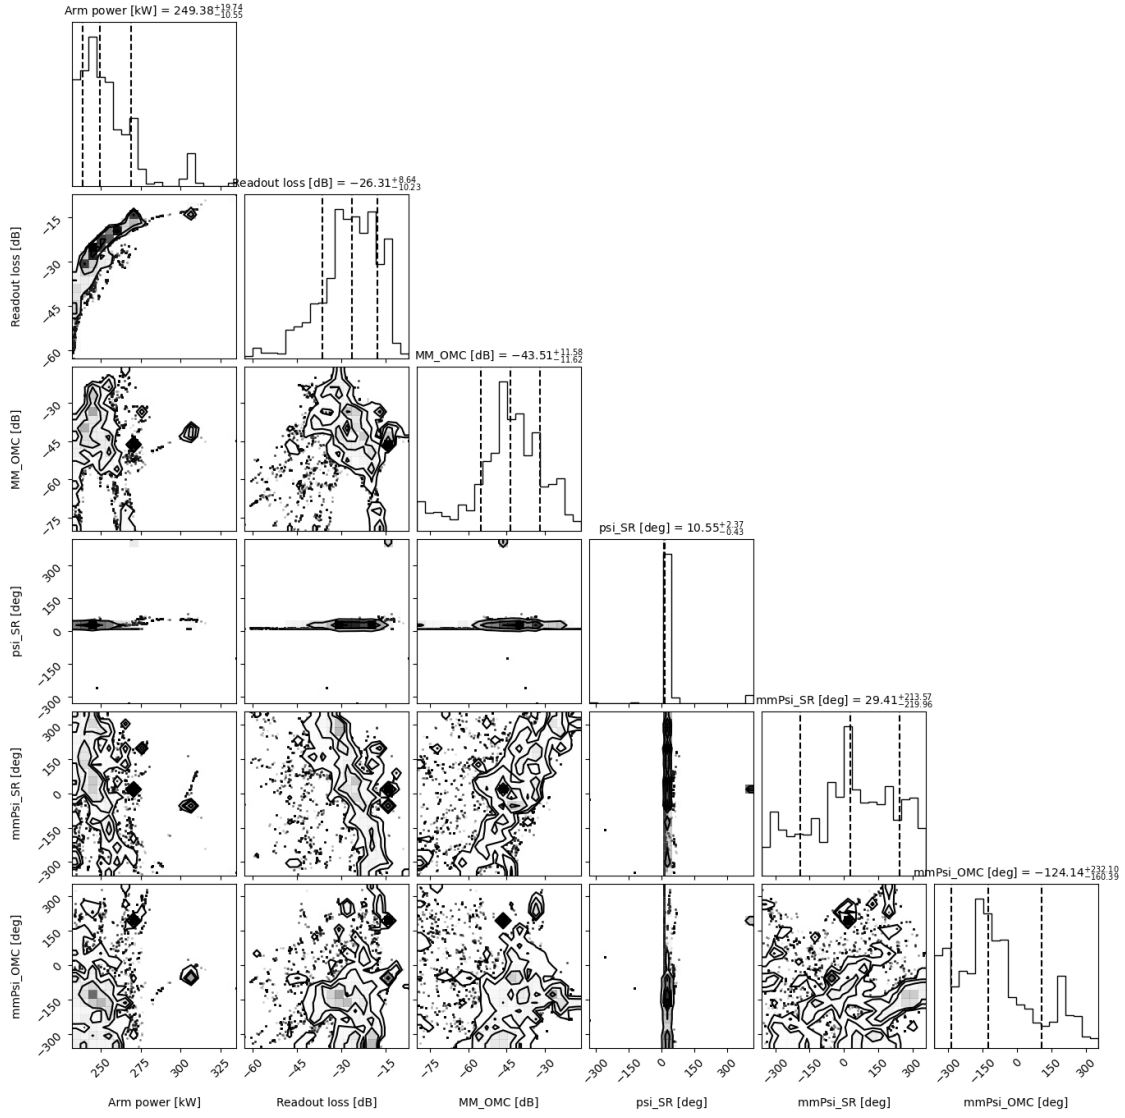 Arm power [kW] = 249.38+19.74−10.55
Readout loss [dB] = −26.31+8.64−10.23
MM_OMC [dB] = −43.51+11.58−11.62
psi_SR [deg] = 10.55+2.37−0.43
mmPsi_SR [deg] = 29.41+213.57−219.96
mmPsi_OMC [deg] = −124.14+232.10−160.39
Readout loss [dB]
−15
−30
−45
−60
MM_OMC [dB]
−30
−45
−60
−75
psi_SR [deg]
300
150
0
−150
−300
mmPsi_SR [deg]
300
150
0
−150
−300
mmPsi_OMC [deg]
300
150
0
−150
−300
250 275 300 325
−60 −45 −30 −15
−75 −60 −45 −30
−300 −150 0 150 300
−300 −150 0 150 300
−300 −150 0 150 300
Arm power [kW]
Readout loss [dB]
MM_OMC [dB]
psi_SR [deg]
mmPsi_SR [deg]
mmPsi_OMC [deg]